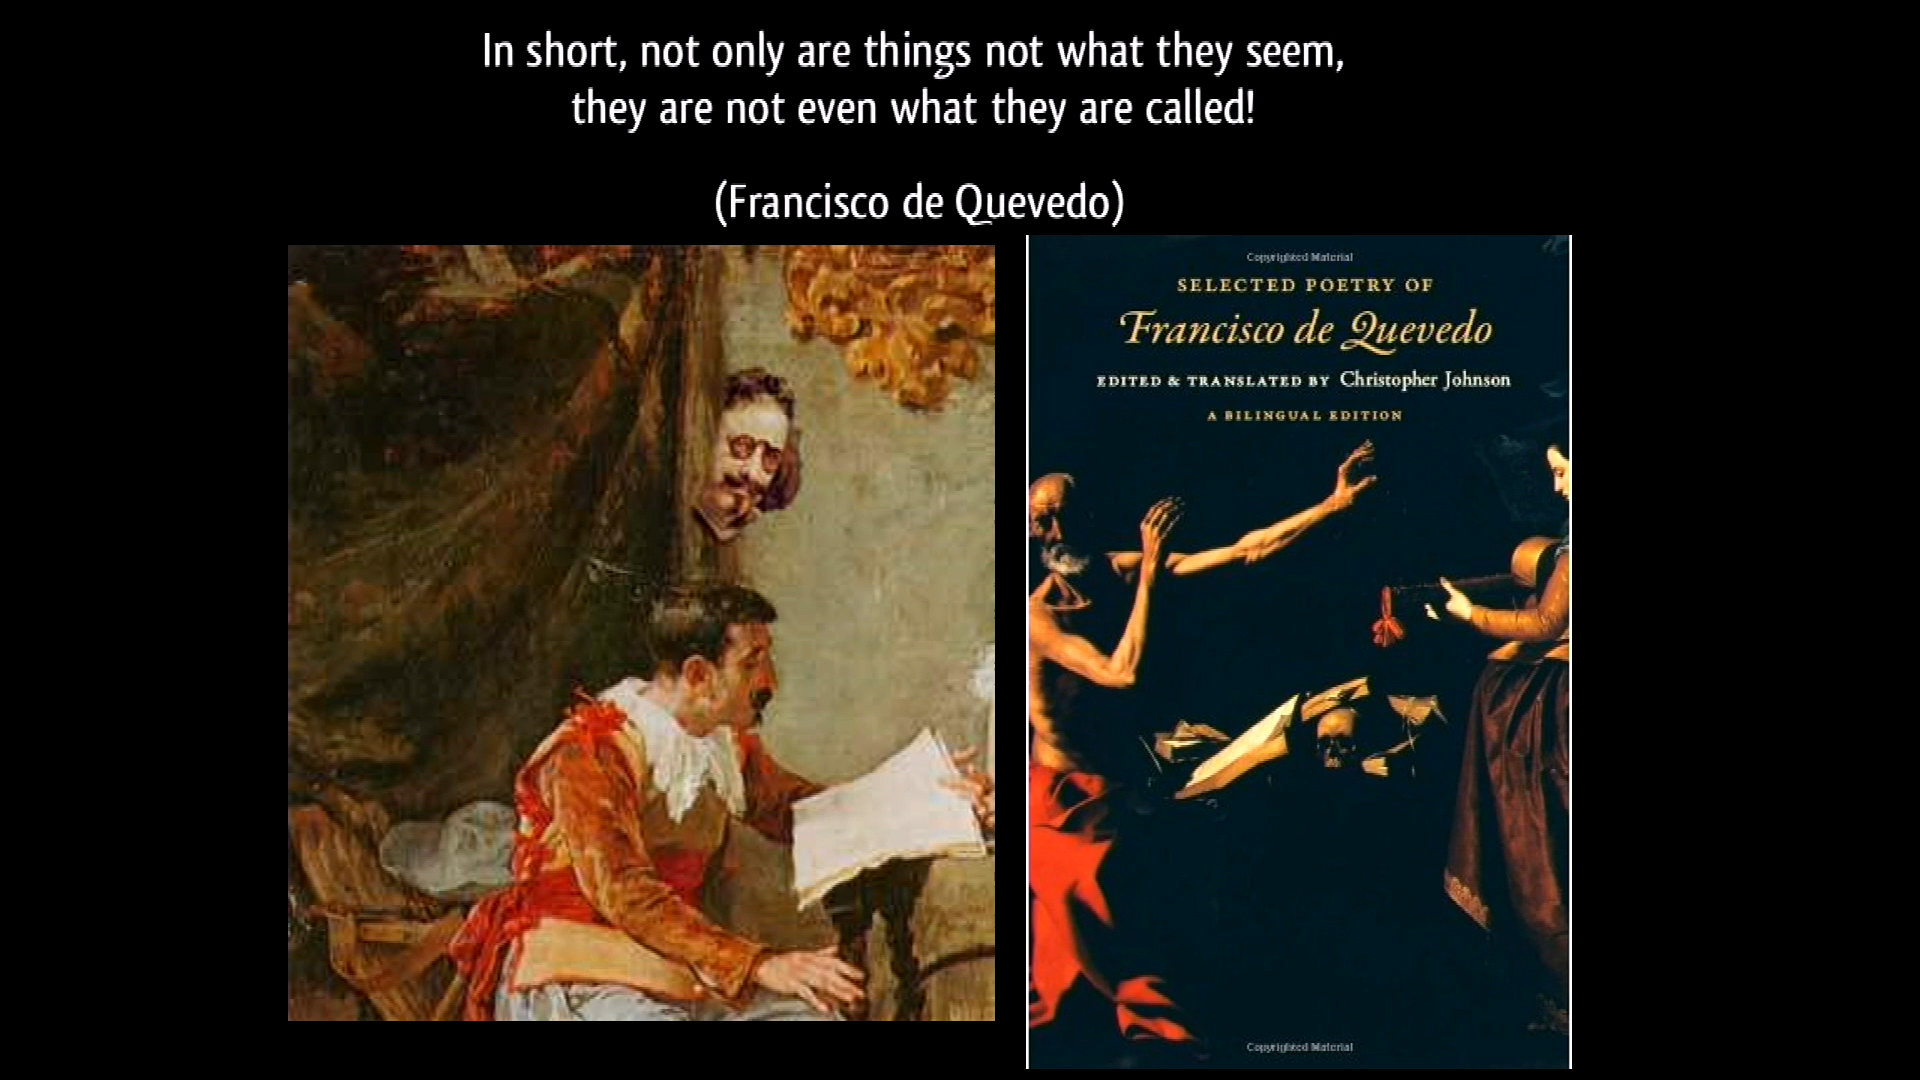 In short, not only are things not what they seem,
they are not even what they are called!
(Francisco de Quevedo)
Copyrighted Material
SELECTED POETRY OF
Francisco de Quevedo
EDITED & TRANSLATED BY Christopher Johnson
A BILINGUAL EDITION
Copyrighted Material